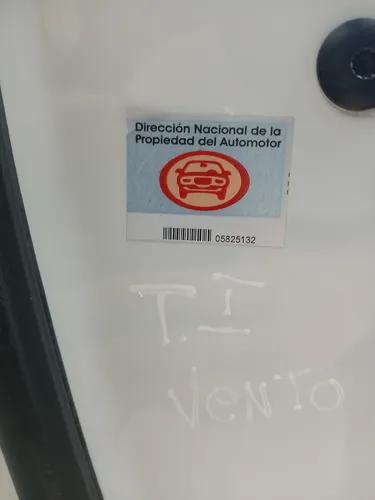 Dirección Nacional de la
Propiedad del Automotor
05825132
T.I
VENTO